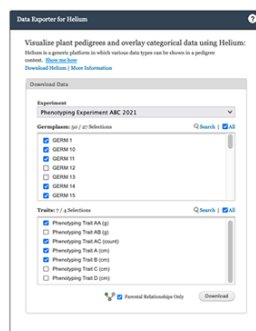 Data Exporter for Helium
?
Visualize plant pedigrees and overlay categorical data using Helium:
Helium is a generic platform in which various data types can be shown in a pedigree
context. Show me how
Download Helium | More Information
Download Data
Experiment
Phenotyping Experiment ABC 2021
Germplasm: 50 / 27 Selections
Search | All
GERM 1
GERM 10
GERM 11
GERM 12
GERM 13
GERM 14
GERM 15
Traits: 7 / 4 Selections
Search | All
Phenotyping Trait AA (g)
Phenotyping Trait AB (g)
Phenotyping Trait AC (count)
Phenotyping Trait A (cm)
Phenotyping Trait B (cm)
Phenotyping Trait C (cm)
Phenotyping Trait D (cm)
Parental Relationships Only
Download